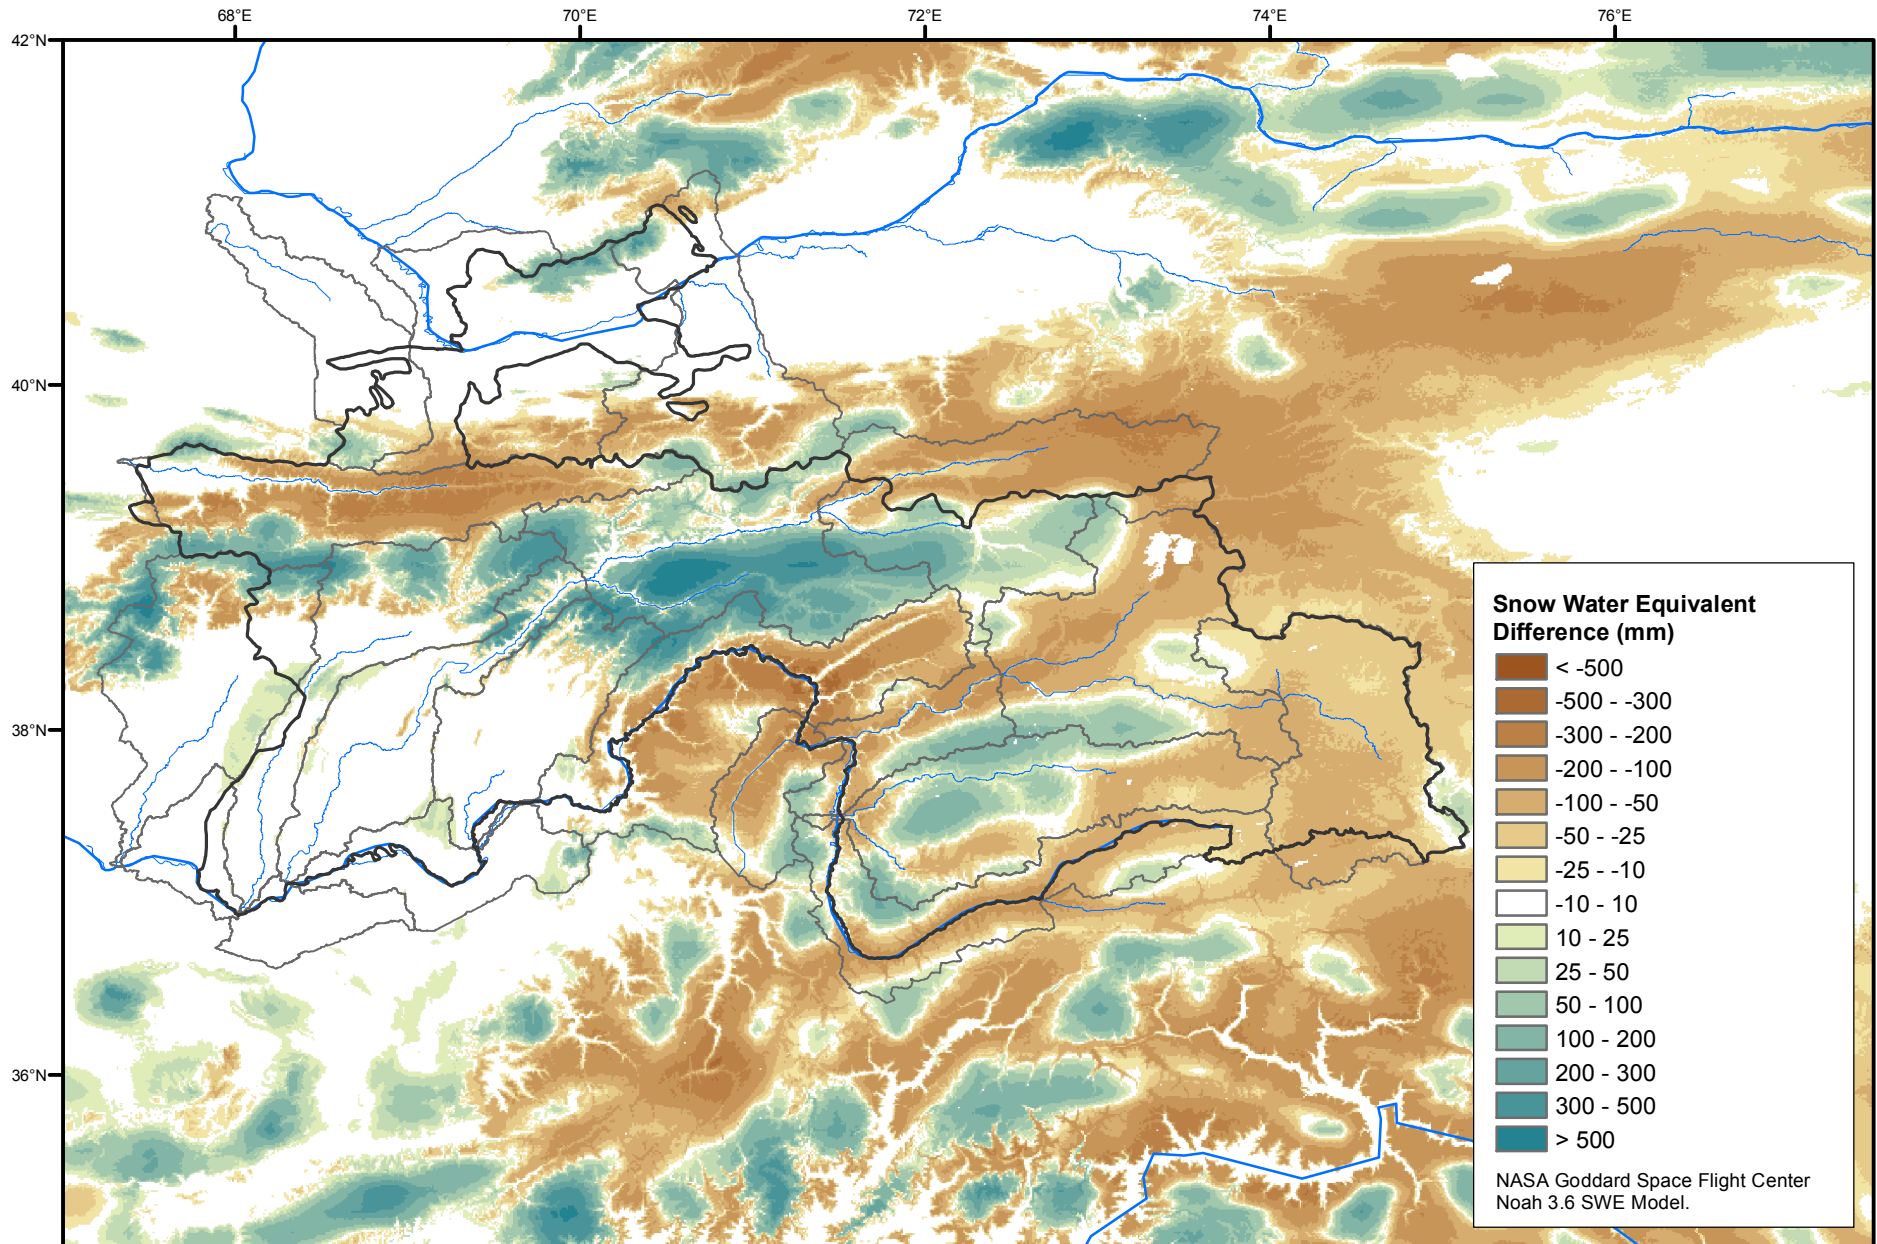 68°E 70°E 72°E 74°E 76°E
42°N
40°N
38°N
36°N
Snow Water Equivalent
Difference (mm)
< -500
-500 - -300
-300 - -200
-200 - -100
-100 - -50
-50 - -25
-25 - -10
-10 - 10
10 - 25
25 - 50
50 - 100
100 - 200
200 - 300
300 - 500
> 500
NASA Goddard Space Flight Center
Noah 3.6 SWE Model.